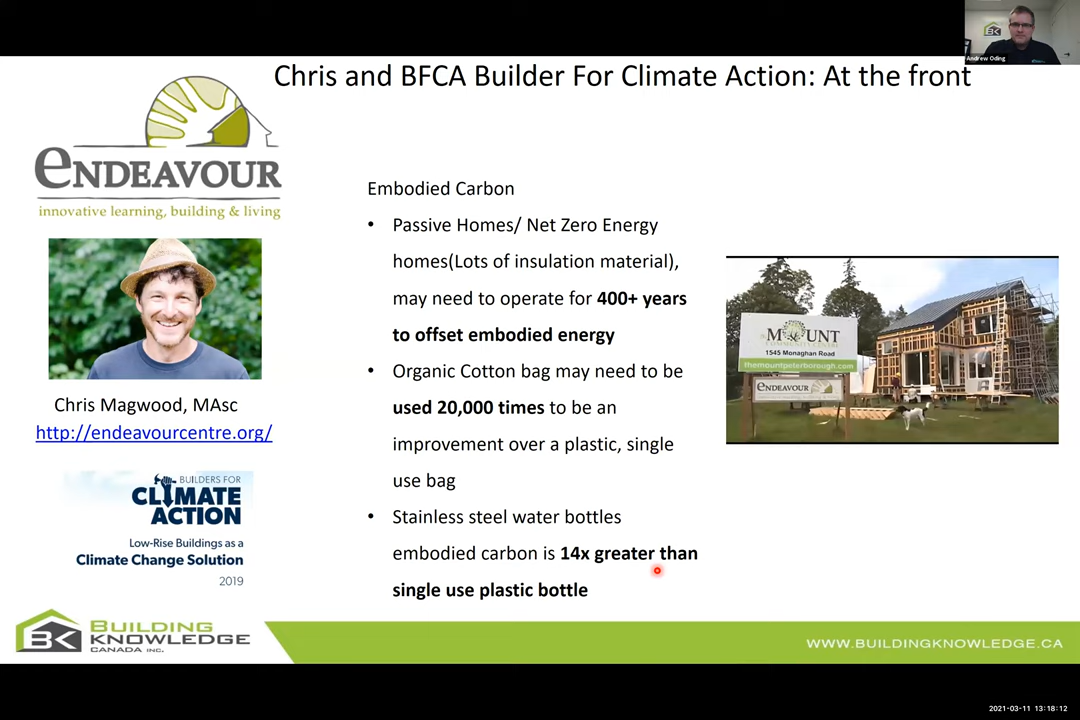 BK
Andrew Oding
Chris and BFCA Builder For Climate Action: At the front
eNDEAVOUR
innovative learning, building & living
Chris Magwood, MAsc
http://endeavourcentre.org/
BUILDERS FOR
CLIMATE
ACTION
Low-Rise Buildings as a
Climate Change Solution
2019
Embodied Carbon
• Passive Homes/ Net Zero Energy
homes(Lots of insulation material),
may need to operate for 400+ years
to offset embodied energy
• Organic Cotton bag may need to be
used 20,000 times to be an
improvement over a plastic, single
use bag
• Stainless steel water bottles
embodied carbon is 14x greater than
single use plastic bottle
MOUNT
COMMUNITY CENTRE
1545 Monaghan Road
themountpeterborough.com
eNDEAVOUR
BK
BUILDING
KNOWLEDGE
CANADA INC.
WWW.BUILDINGKNOWLEDGE.CA
2021-03-11 13:18:12